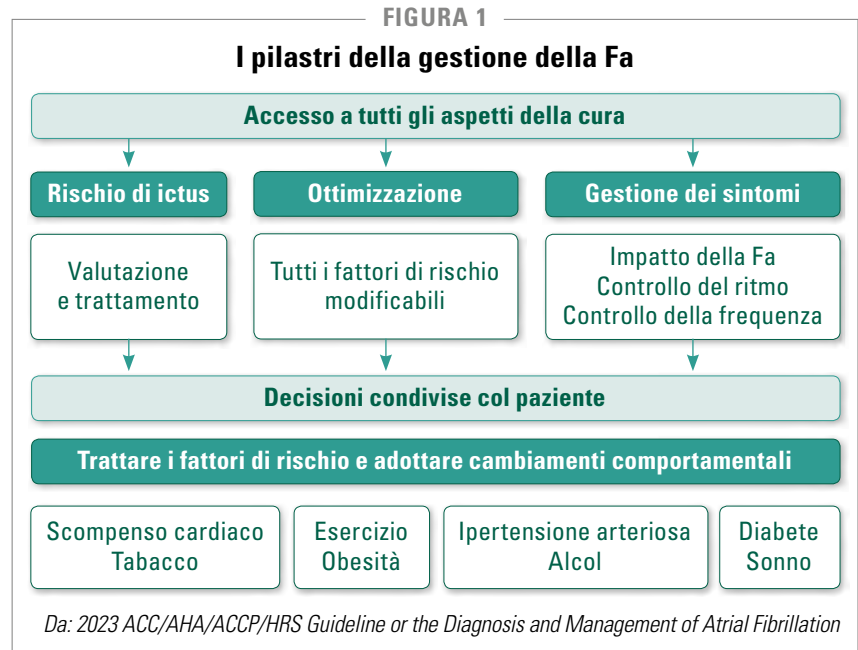 FIGURA 1
I pilastri della gestione della Fa
Accesso a tutti gli aspetti della cura
Rischio di ictus
Ottimizzazione
Gestione dei sintomi
Valutazione
e trattamento
Tutti i fattori di rischio
modificabili
Impatto della Fa
Controllo del ritmo
Controllo della frequenza
Decisioni condivise col paziente
Trattare i fattori di rischio e adottare cambiamenti comportamentali
Scompenso cardiaco
Tabacco
Esercizio
Obesità
Ipertensione arteriosa
Alcol
Diabete
Sonno
Da: 2023 ACC/AHA/ACCP/HRS Guideline or the Diagnosis and Management of Atrial Fibrillation